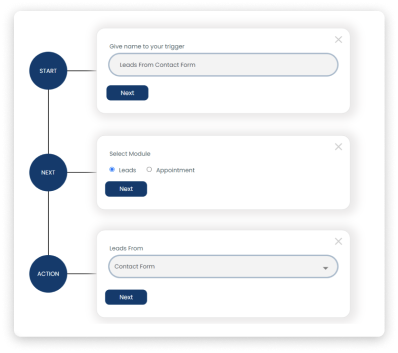 Give name to your trigger
START
Leads From Contact Form
Next
Select Module
NEXT
Leads
Appointment
Next
Leads From
ACTION
Contact Form
Next